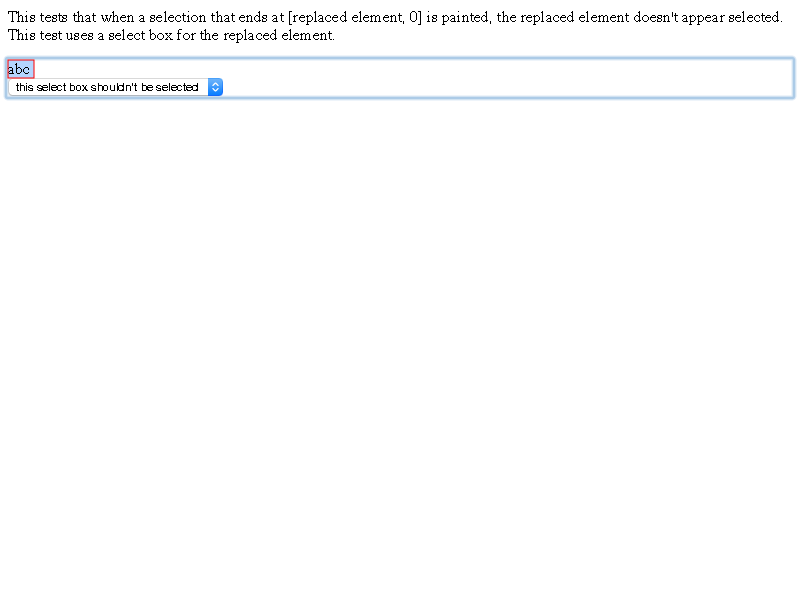 This tests that when a selection that ends at [replaced element, 0] is painted, the replaced element doesn't appear selected.
This test uses a select box for the replaced element.
abc
this select box shouldn't be selected